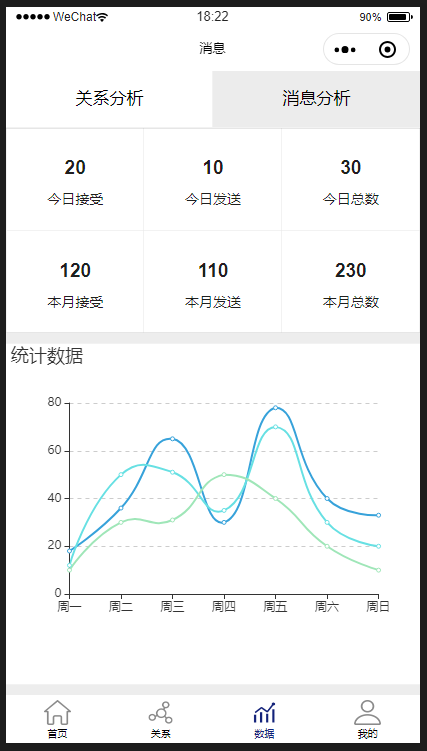 WeChat 18:22 90%
消息
关系分析 消息分析
20 10 30
今日接受 今日发送 今日总数
120 110 230
本月接受 本月发送 本月总数
统计数据
80
60
40
20
0
周一 周二 周三 周四 周五 周六 周日
首页 关系 数据 我的